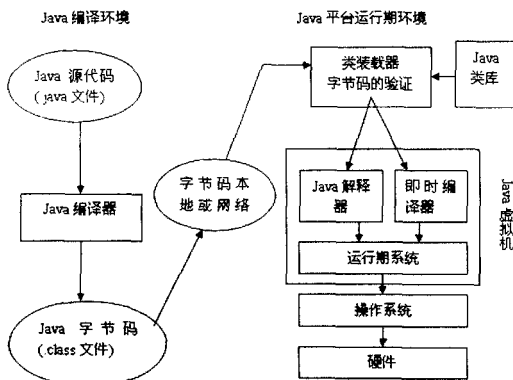 Java 编译环境
Java 平台运行期环境
Java 源代码
(.java 文件)
Java 编译器
Java 字节码
(.class 文件)
字节码本
地或网络
类装载器
字节码的验证
Java
类库
Java 解释
器
即时编
译器
运行期系统
Java 虚拟机
操作系统
硬件